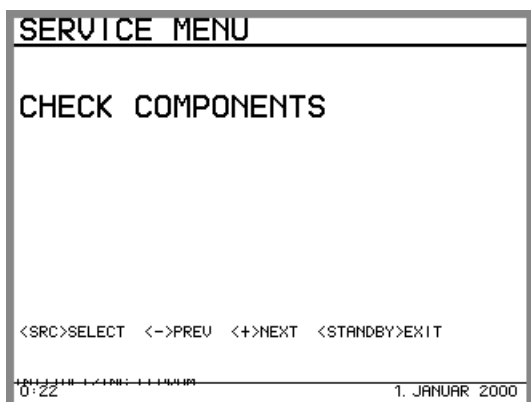 SERVICE MENU
CHECK COMPONENTS
<SRC>SELECT <->PREV <+>NEXT <STANDBY>EXIT
0:22 1. JANUAR 2000